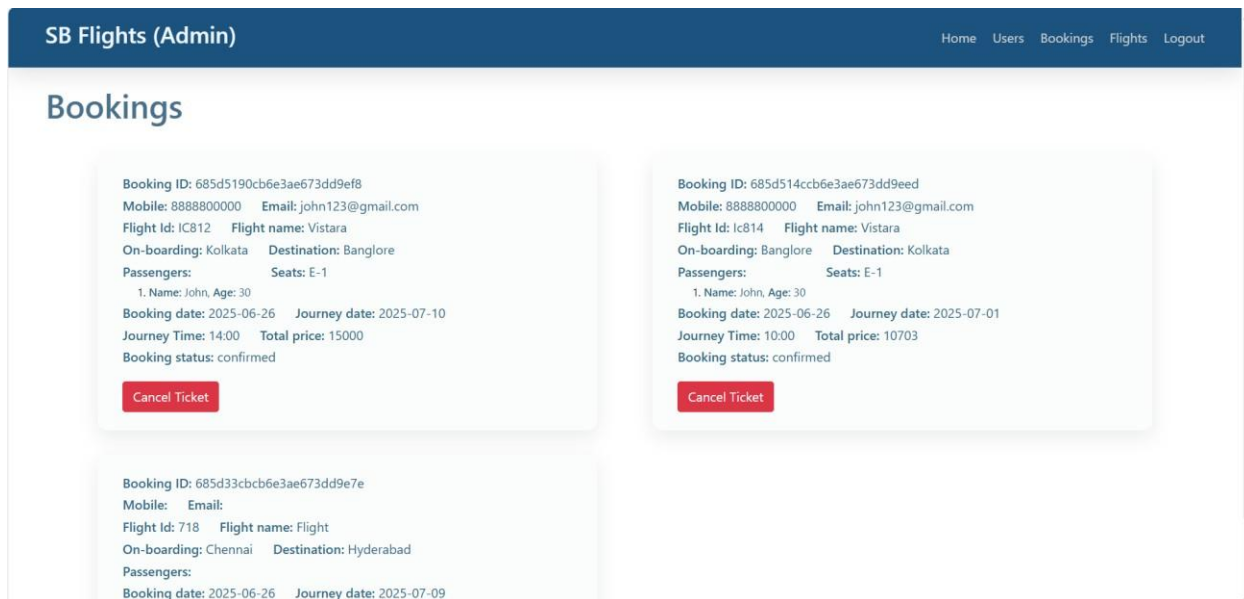 SB Flights (Admin)
Home Users Bookings Flights Logout
Bookings
Booking ID: 685d5190cb6e3ae673dd9ef8
Mobile: 8888800000 Email: john123@gmail.com
Flight Id: IC812 Flight name: Vistara
On-boarding: Kolkata Destination: Banglore
Passengers: Seats: E-1
1. Name: John, Age: 30
Booking date: 2025-06-26 Journey date: 2025-07-10
Journey Time: 14:00 Total price: 15000
Booking status: confirmed
Cancel Ticket
Booking ID: 685d514ccb6e3ae673dd9eed
Mobile: 8888800000 Email: john123@gmail.com
Flight Id: Ic814 Flight name: Vistara
On-boarding: Banglore Destination: Kolkata
Passengers: Seats: E-1
1. Name: John, Age: 30
Booking date: 2025-06-26 Journey date: 2025-07-01
Journey Time: 10:00 Total price: 10703
Booking status: confirmed
Cancel Ticket
Booking ID: 685d33cbcb6e3ae673dd9e7e
Mobile: Email:
Flight Id: 718 Flight name: Flight
On-boarding: Chennai Destination: Hyderabad
Passengers:
Booking date: 2025-06-26 Journey date: 2025-07-09